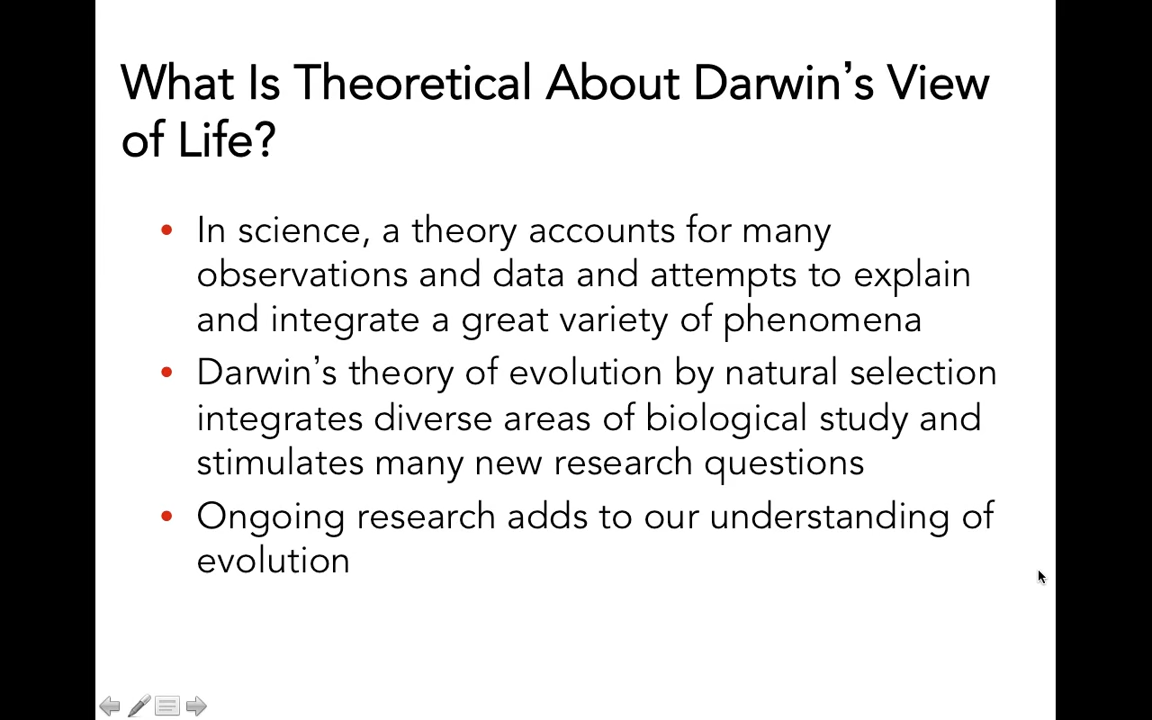 What Is Theoretical About Darwin’s View
of Life?
• In science, a theory accounts for many
observations and data and attempts to explain
and integrate a great variety of phenomena
• Darwin’s theory of evolution by natural selection
integrates diverse areas of biological study and
stimulates many new research questions
• Ongoing research adds to our understanding of
evolution